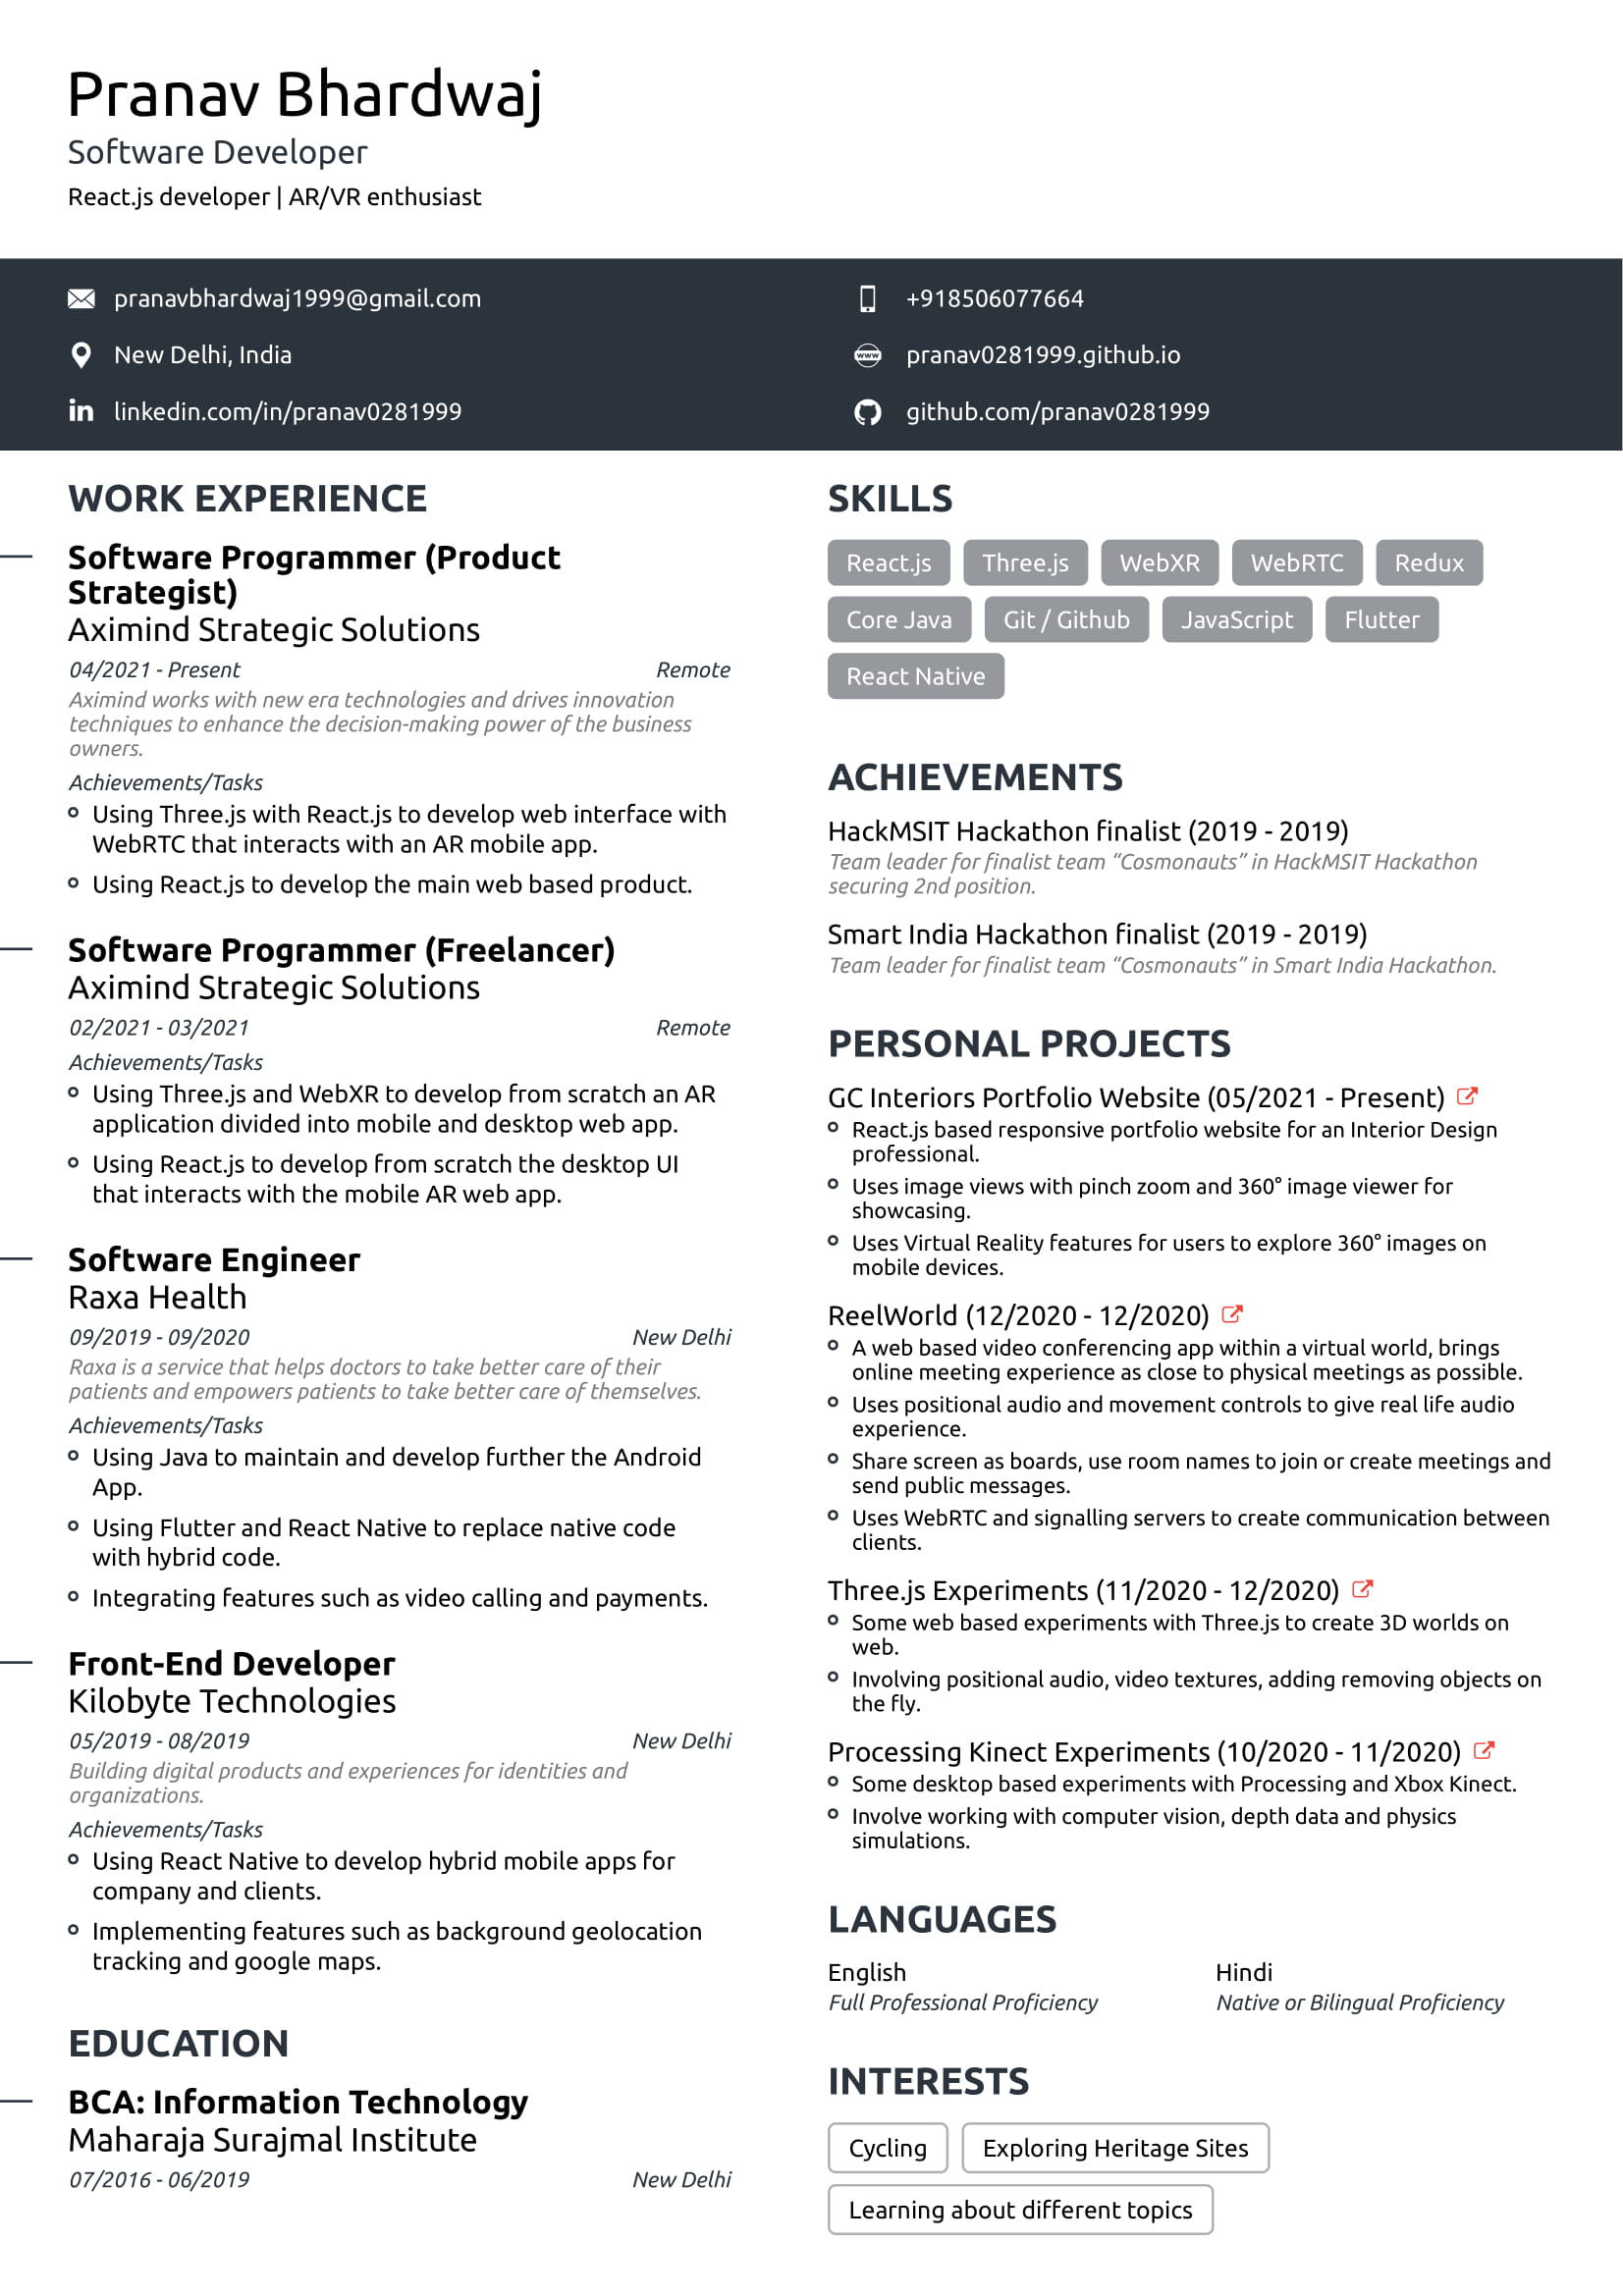 Pranav Bhardwaj
Software Developer
React.js developer | AR/VR enthusiast
pranavbhardwaj1999@gmail.com
+918506077664
New Delhi, India
pranav0281999.github.io
linkedin.com/in/pranav0281999
github.com/pranav0281999
WORK EXPERIENCE
Software Programmer (Product
Strategist)
Aximind Strategic Solutions
04/2021 - Present
Remote
Aximind works with new era technologies and drives innovation
techniques to enhance the decision-making power of the business
owners.
Achievements/Tasks
Using Three.js with React.js to develop web interface with
WebRTC that interacts with an AR mobile app.
Using React.js to develop the main web based product.
Software Programmer (Freelancer)
Aximind Strategic Solutions
02/2021 - 03/2021
Remote
Achievements/Tasks
Using Three.js and WebXR to develop from scratch an AR
application divided into mobile and desktop web app.
Using React.js to develop from scratch the desktop UI
that interacts with the mobile AR web app.
Software Engineer
Raxa Health
09/2019 - 09/2020
New Delhi
Raxa is a service that helps doctors to take better care of their
patients and empowers patients to take better care of themselves.
Achievements/Tasks
Using Java to maintain and develop further the Android
App.
Using Flutter and React Native to replace native code
with hybrid code.
Integrating features such as video calling and payments.
Front-End Developer
Kilobyte Technologies
05/2019 - 08/2019
New Delhi
Building digital products and experiences for identities and
organizations.
Achievements/Tasks
Using React Native to develop hybrid mobile apps for
company and clients.
Implementing features such as background geolocation
tracking and google maps.
EDUCATION
BCA: Information Technology
Maharaja Surajmal Institute
07/2016 - 06/2019
New Delhi
SKILLS
React.js
Three.js
WebXR
WebRTC
Redux
Core Java
Git / Github
JavaScript
Flutter
React Native
ACHIEVEMENTS
HackMSIT Hackathon finalist (2019 - 2019)
Team leader for finalist team “Cosmonauts” in HackMSIT Hackathon
securing 2nd position.
Smart India Hackathon finalist (2019 - 2019)
Team leader for finalist team “Cosmonauts” in Smart India Hackathon.
PERSONAL PROJECTS
GC Interiors Portfolio Website (05/2021 - Present)
React.js based responsive portfolio website for an Interior Design
professional.
Uses image views with pinch zoom and 360° image viewer for
showcasing.
Uses Virtual Reality features for users to explore 360° images on
mobile devices.
ReelWorld (12/2020 - 12/2020)
A web based video conferencing app within a virtual world, brings
online meeting experience as close to physical meetings as possible.
Uses positional audio and movement controls to give real life audio
experience.
Share screen as boards, use room names to join or create meetings and
send public messages.
Uses WebRTC and signalling servers to create communication between
clients.
Three.js Experiments (11/2020 - 12/2020)
Some web based experiments with Three.js to create 3D worlds on
web.
Involving positional audio, video textures, adding removing objects on
the fly.
Processing Kinect Experiments (10/2020 - 11/2020)
Some desktop based experiments with Processing and Xbox Kinect.
Involve working with computer vision, depth data and physics
simulations.
LANGUAGES
English
Full Professional Proficiency
Hindi
Native or Bilingual Proficiency
INTERESTS
Cycling
Exploring Heritage Sites
Learning about different topics